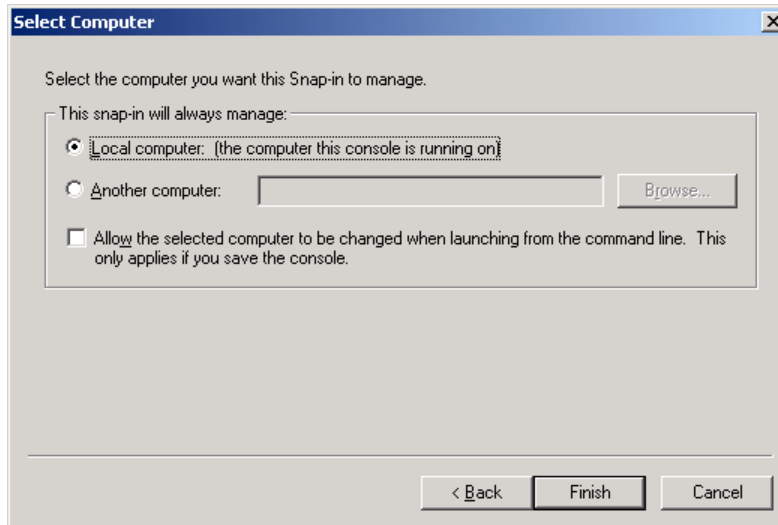 Select Computer
Select the computer you want this Snap-in to manage.
This snap-in will always manage:
Local computer: (the computer this console is running on)
Another computer:
Browse...
Allow the selected computer to be changed when launching from the command line. This
only applies if you save the console.
< Back
Finish
Cancel